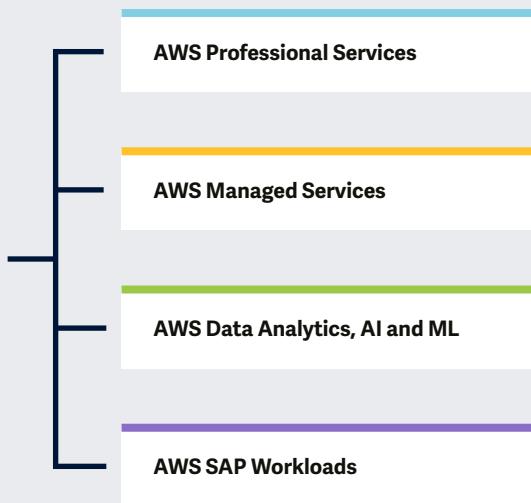 AWS Professional Services
AWS Managed Services
AWS Data Analytics, AI and ML
AWS SAP Workloads